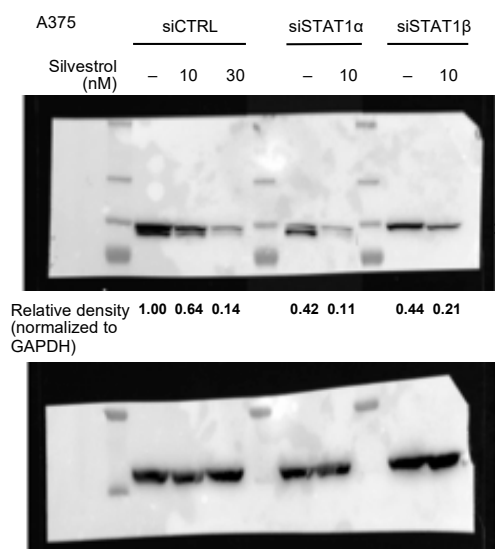 A375
siCTRL siSTAT1α siSTAT1β
Silvestrol
(nM) – 10 30 – 10 – 10
Relative density 1.00 0.64 0.14 0.42 0.11 0.44 0.21
(normalized to
GAPDH)